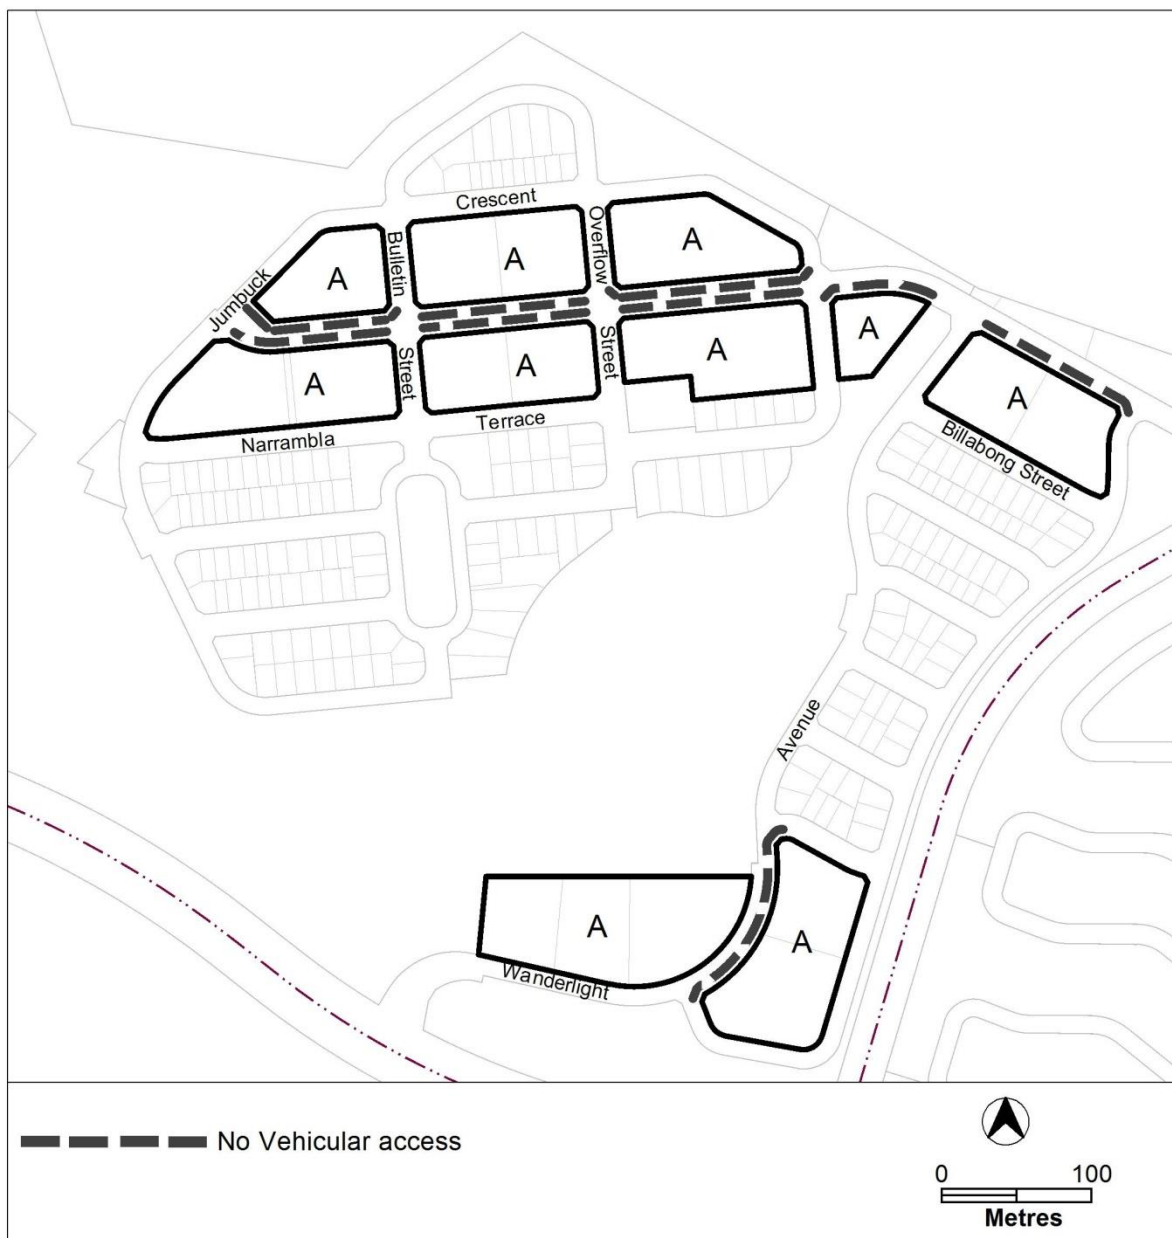 Crescent
Jumbuck
Bulletin
Overflow
A
A
A
A
A
A
A
A
Street
Street
Narrambla
Terrace
Billabong Street
Avenue
A
A
Wanderlight
No Vehicular access
0 100
Metres